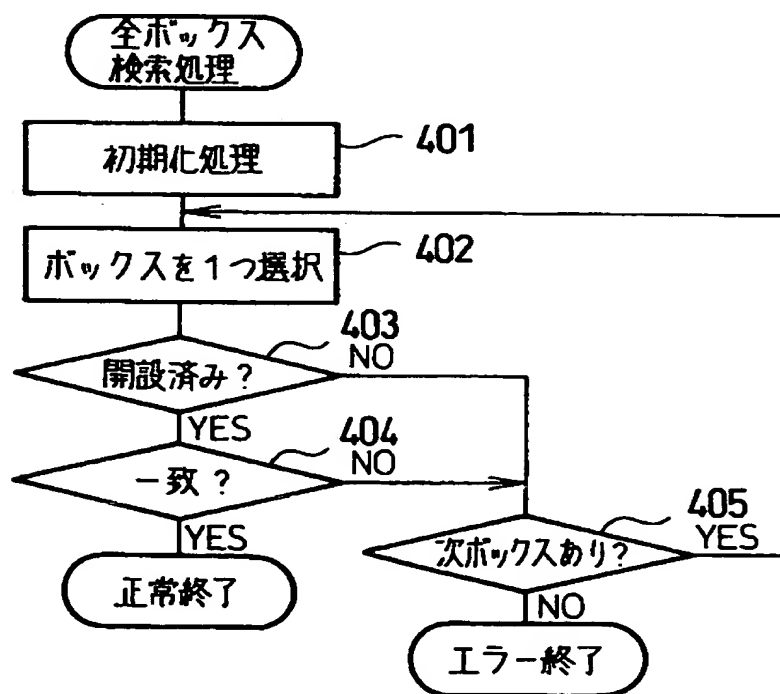 全ボックス
検索処理
初期化処理
401
ボックスを1つ選択
402
403
開設済み?
NO
YES
404
一致?
NO
YES
405
次ボックスあり?
YES
正常終了
NO
エラー終了